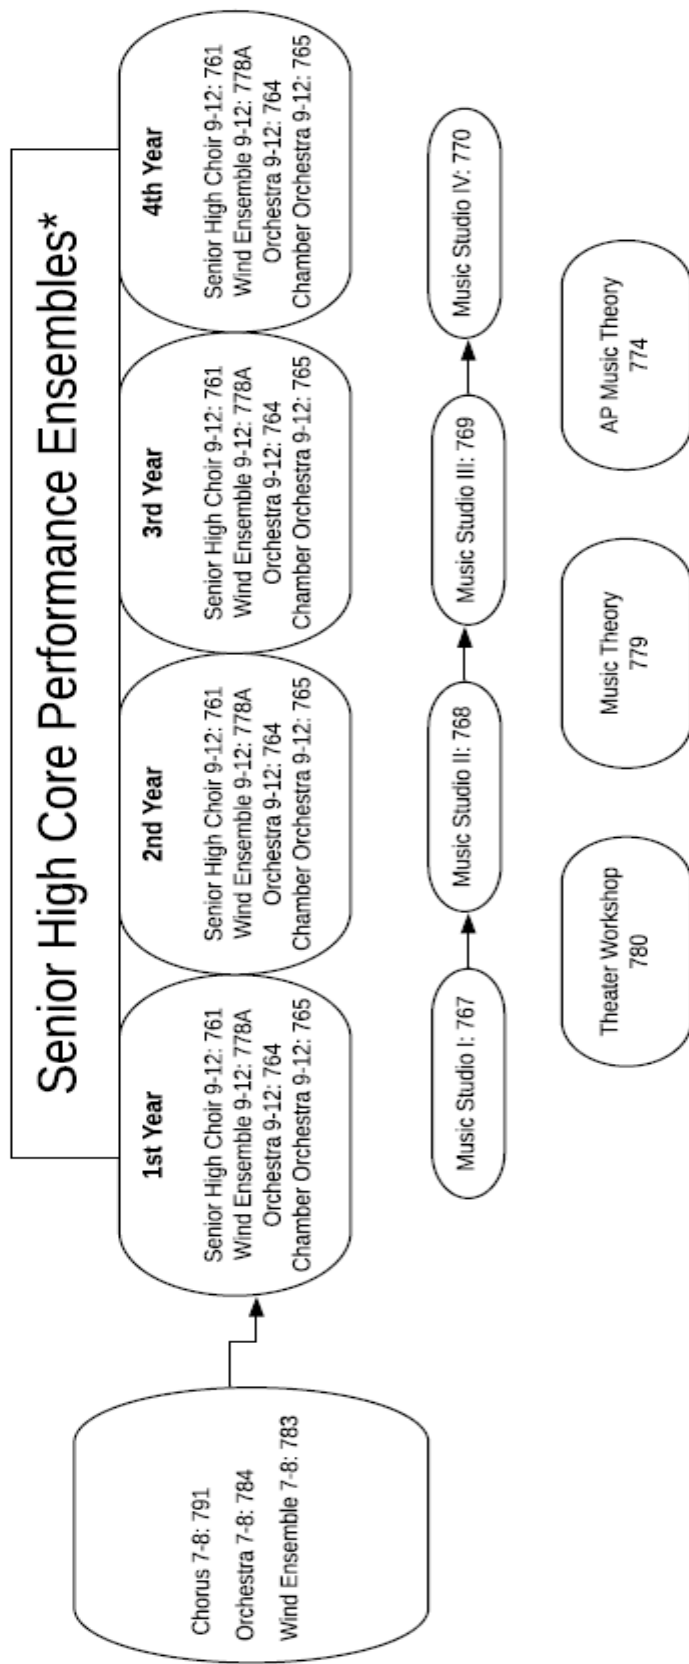 Senior High Core Performance Ensembles*
Chorus 7-8: 791
Orchestra 7-8: 784
Wind Ensemble 7-8: 783
1st Year
Senior High Choir 9-12: 761
Wind Ensemble 9-12: 778A
Orchestra 9-12: 764
Chamber Orchestra 9-12: 765
2nd Year
Senior High Choir 9-12: 761
Wind Ensemble 9-12: 778A
Orchestra 9-12: 764
Chamber Orchestra 9-12: 765
3rd Year
Senior High Choir 9-12: 761
Wind Ensemble 9-12: 778A
Orchestra 9-12: 764
Chamber Orchestra 9-12: 765
4th Year
Senior High Choir 9-12: 761
Wind Ensemble 9-12: 778A
Orchestra 9-12: 764
Chamber Orchestra 9-12: 765
Music Studio I: 767
Music Studio II: 768
Music Studio III: 769
Music Studio IV: 770
Theater Workshop
780
Music Theory
779
AP Music Theory
774